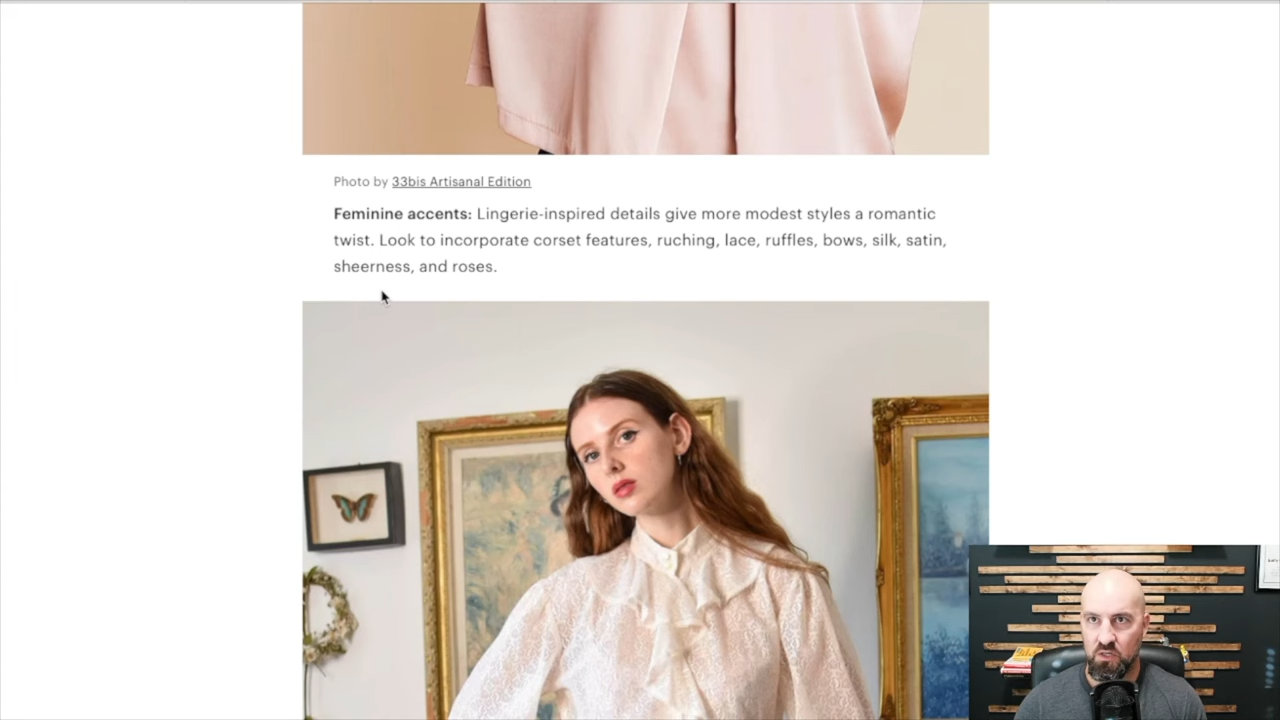 Photo by 33bis Artisanal Edition
Feminine accents: Lingerie-inspired details give more modest styles a romantic
twist. Look to incorporate corset features, ruching, lace, ruffles, bows, silk, satin,
sheerness, and roses.